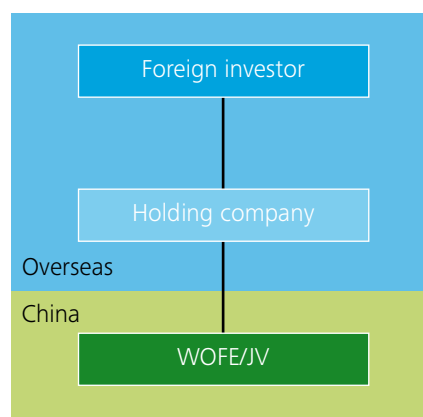 Foreign investor
Holding company
Overseas
China
WOFE/JV